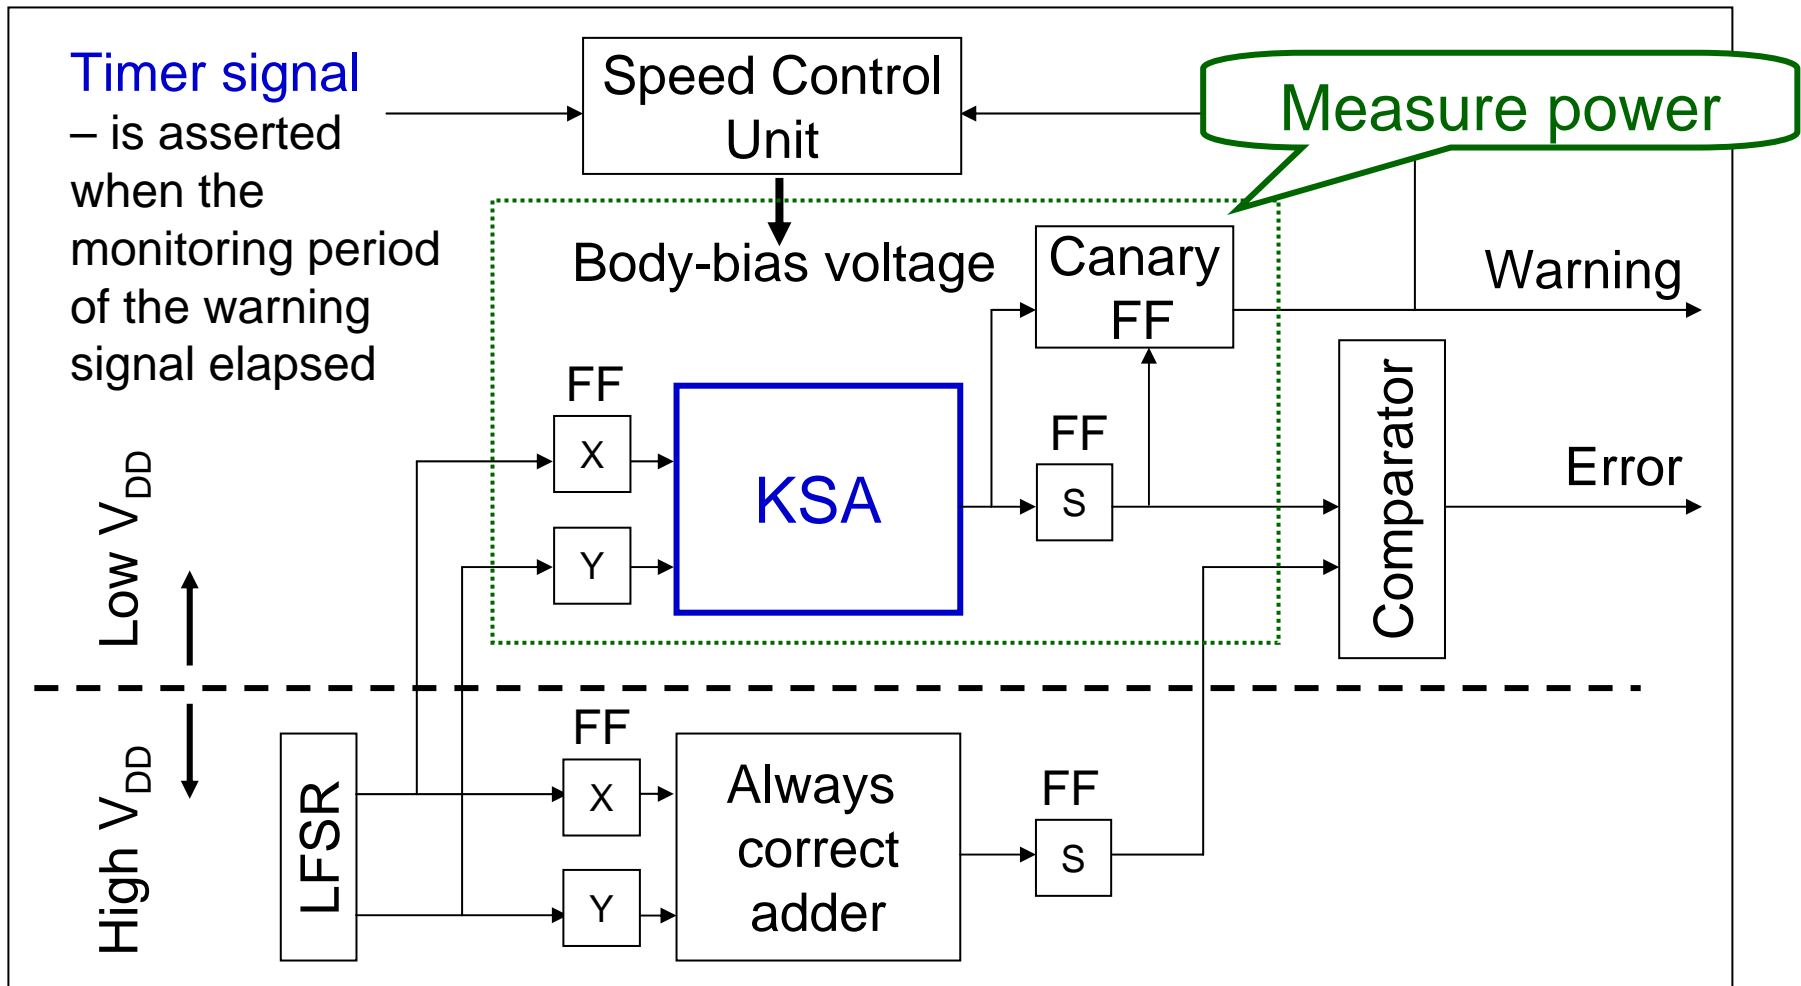 Timer signal
– is asserted
when the
monitoring period
of the warning
signal elapsed
Speed Control
Unit
Measure power
Body-bias voltage
Canary
FF
Warning
FF
X
Y
KSA
FF
S
Comparator
Error
Low VDD
High VDD
LFSR
FF
X
Y
Always
correct
adder
FF
S